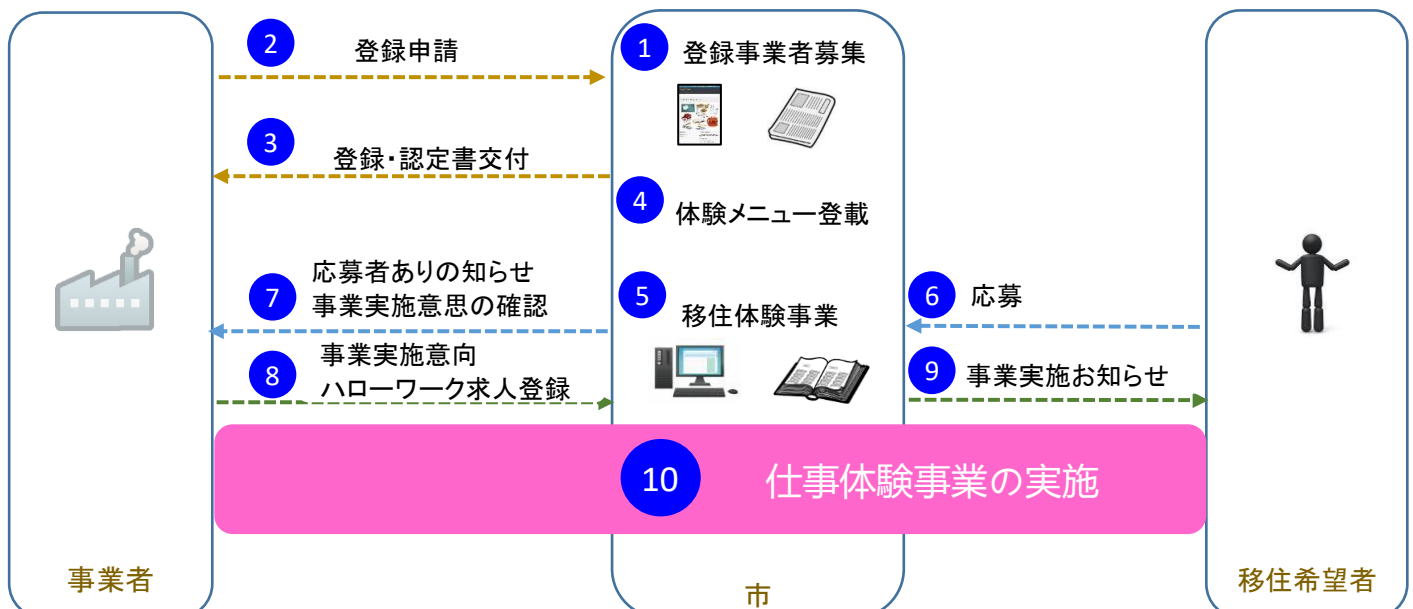 1
登録事業者募集
2
登録申請
3
登録・認定書交付
4
体験メニュー登載
5
移住体験事業
6
応募
7
応募者ありの知らせ
事業実施意思の確認
8
事業実施意向
ハローワーク求人登録
9
事業実施お知らせ
10
仕事体験事業の実施
事業者
市
移住希望者